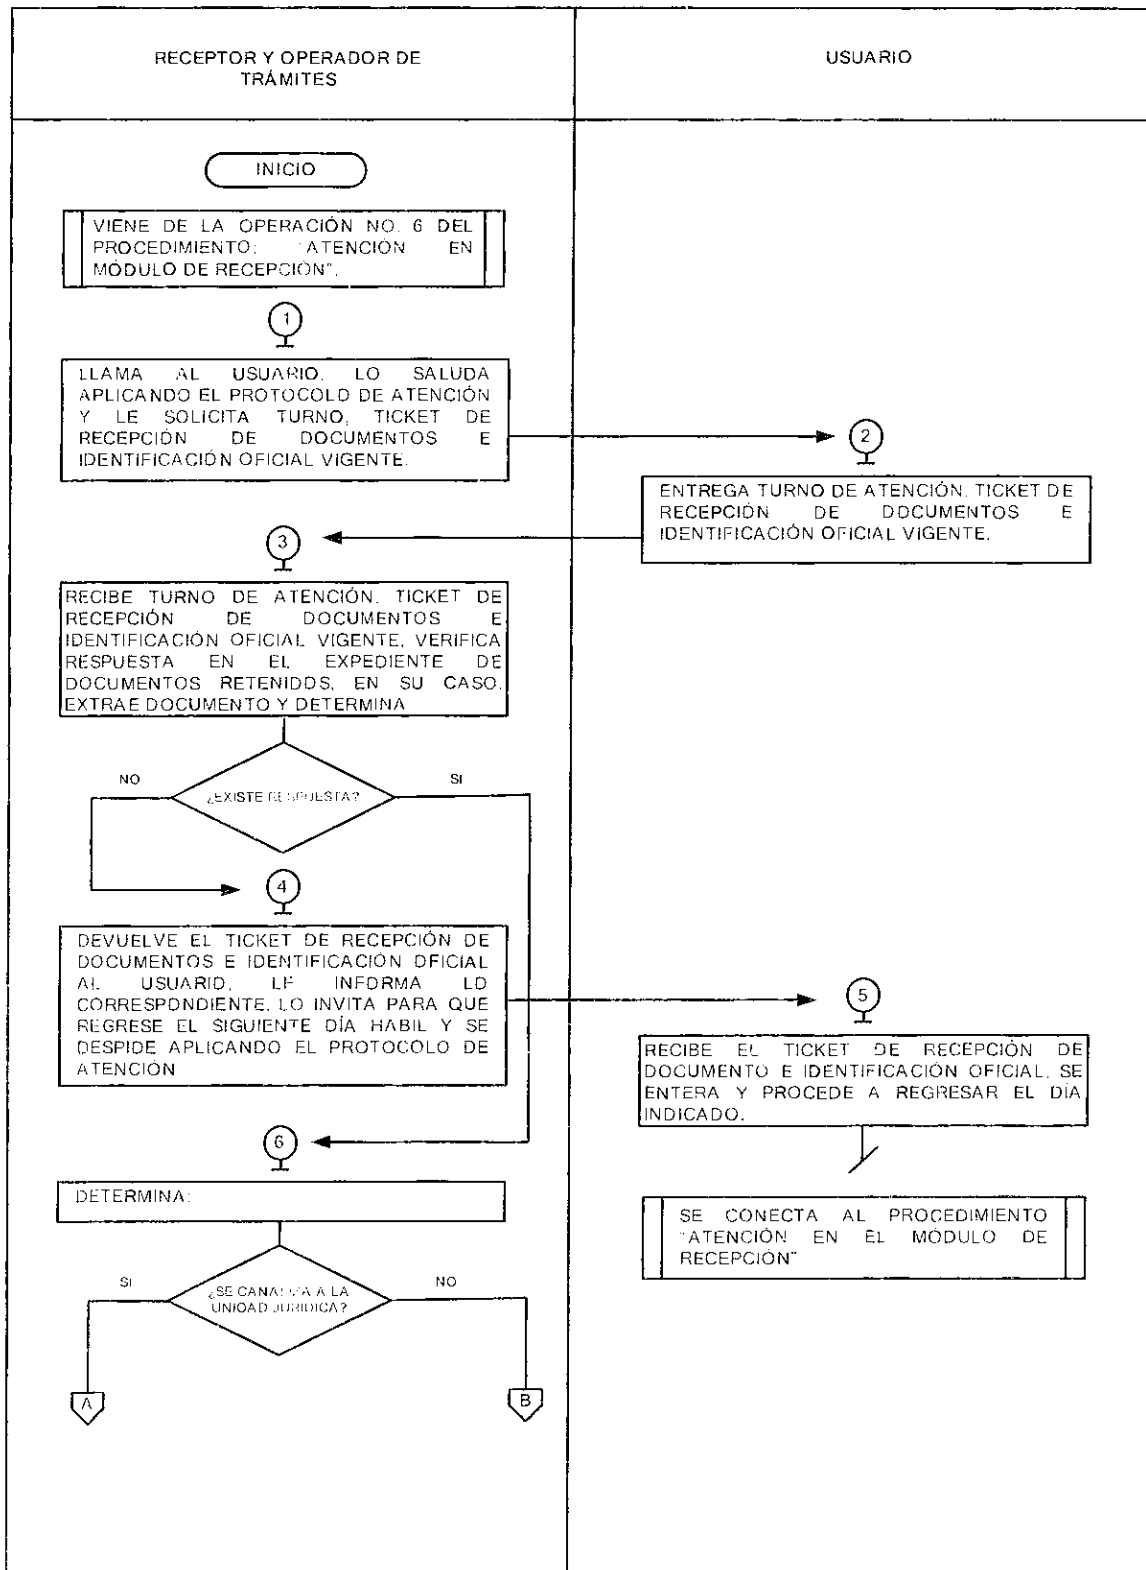 RECEPTOR Y OPERADOR DE
TRÁMITES
USUARIO
INICIO
VIENE DE LA OPERACIÓN NO. 6 DEL
PROCEDIMIENTO: "ATENCIÓN EN
MÓDULO DE RECEPCIÓN".
1
LLAMA AL USUARIO, LO SALUDA
APLICANDO EL PROTOCOLO DE ATENCIÓN
Y LE SOLICITA TURNO, TICKET DE
RECEPCIÓN DE DOCUMENTOS E
IDENTIFICACIÓN OFICIAL VIGENTE.
2
ENTREGA TURNO DE ATENCIÓN, TICKET DE
RECEPCIÓN DE DOCUMENTOS E
IDENTIFICACIÓN OFICIAL VIGENTE.
3
RECIBE TURNO DE ATENCIÓN, TICKET DE
RECEPCIÓN DE DOCUMENTOS E
IDENTIFICACIÓN OFICIAL VIGENTE, VERIFICA
RESPUESTA EN EL EXPEDIENTE DE
DOCUMENTOS RETENIDOS, EN SU CASO,
EXTRAE DOCUMENTO Y DETERMINA
NO
¿EXISTE RESPUESTA?
SI
4
DEVUELVE EL TICKET DE RECEPCIÓN DE
DOCUMENTOS E IDENTIFICACIÓN OFICIAL
AL USUARIO, LE INFORMA LO
CORRESPONDIENTE, LO INVITA PARA QUE
REGRESE EL SIGUIENTE DÍA HABIL Y SE
DESPIDE APLICANDO EL PROTOCOLO DE
ATENCIÓN
5
RECIBE EL TICKET DE RECEPCIÓN DE
DOCUMENTO E IDENTIFICACIÓN OFICIAL, SE
ENTERA Y PROCEDE A REGRESAR EL DÍA
INDICADO.
6
DETERMINA:
SE CONECTA AL PROCEDIMIENTO
"ATENCIÓN EN EL MÓDULO DE
RECEPCIÓN"
SI
¿SE CANALIZA A LA
UNIDAD JURIDICA?
NO
A
B